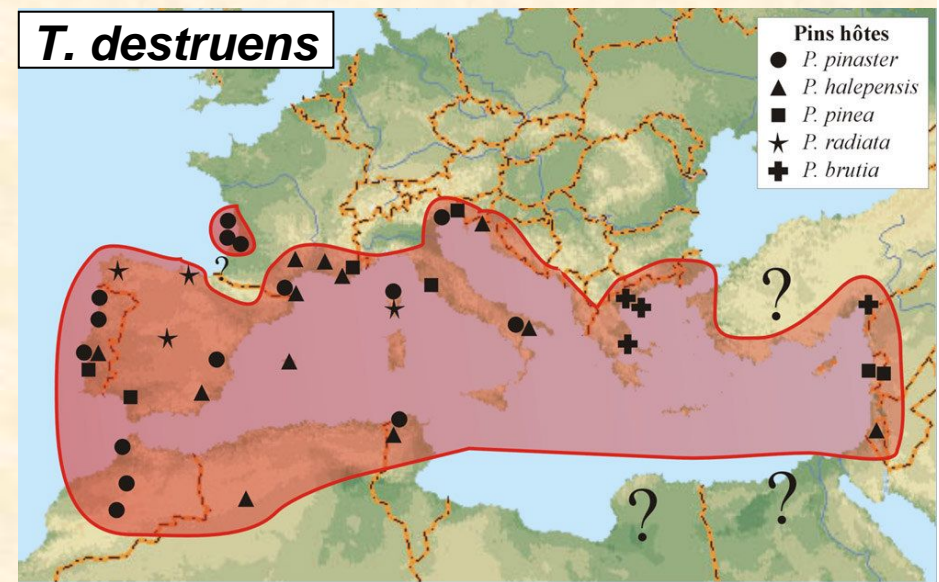 T. destruens
Pins hôtes
P. pinaster
P. halepensis
P. pinea
P. radiata
P. brutia
?
?
?
?